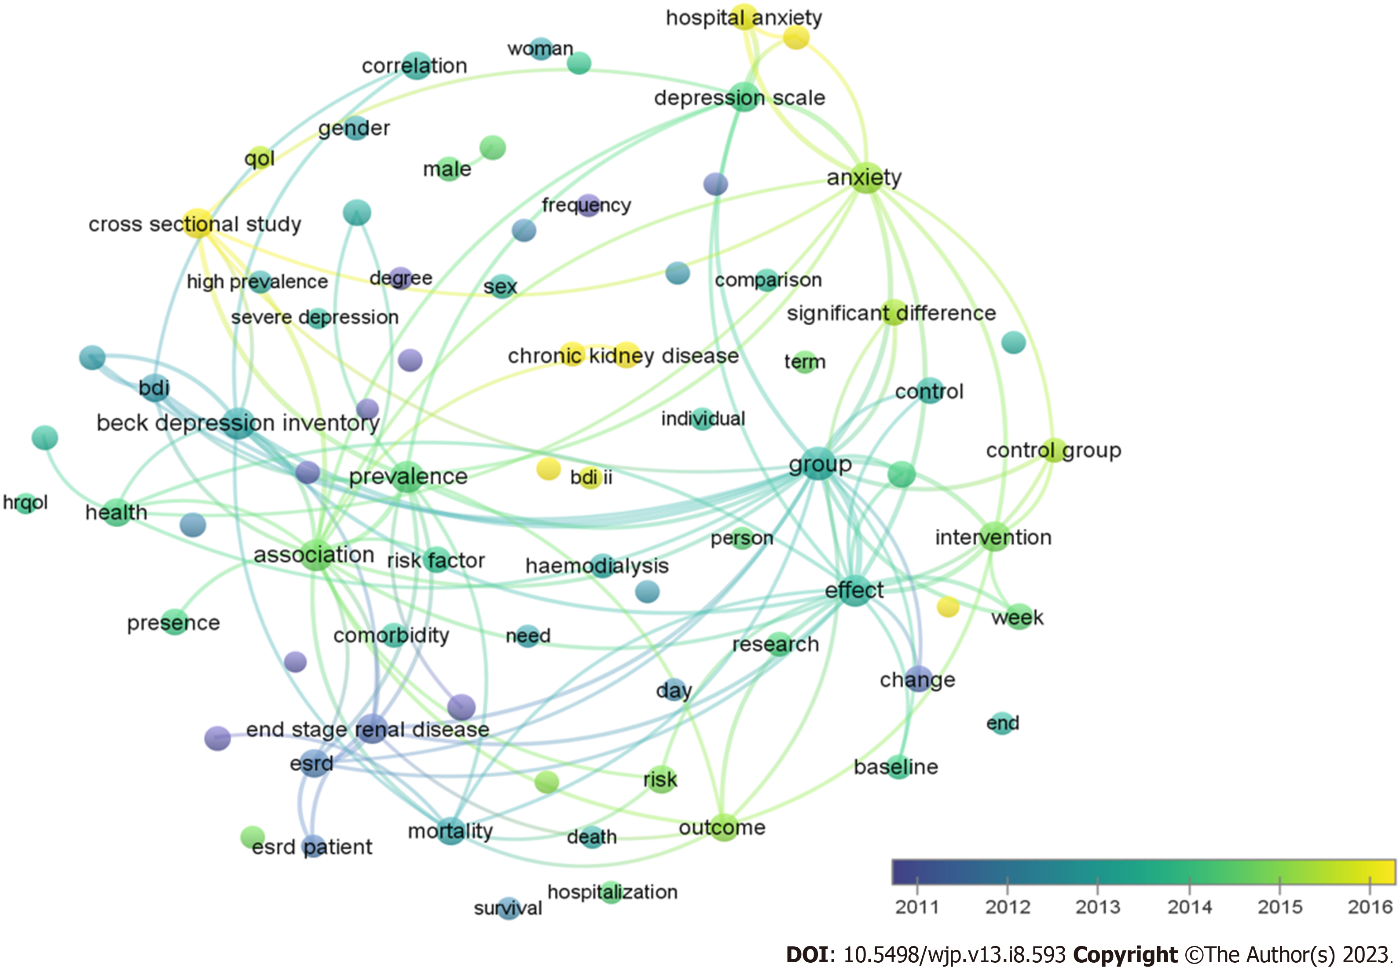 hospital anxiety
woman
correlation
depression scale
gender
qol
male
anxiety
frequency
cross sectional study
high prevalence
degree
sex
comparison
severe depression
significant difference
chronic kidney disease
term
bdi
control
beck depression inventory
individual
control group
group
prevalence
bdi ii
hrqol
health
person
intervention
association
risk factor
haemodialysis
effect
presence
week
comorbidity
need
research
change
day
end stage renal disease
end
esrd
baseline
risk
mortality
death
outcome
esrd patient
hospitalization
survival
2011 2012 2013 2014 2015 2016
DOI: 10.5498/wjp.v13.i8.593 Copyright ©The Author(s) 2023.